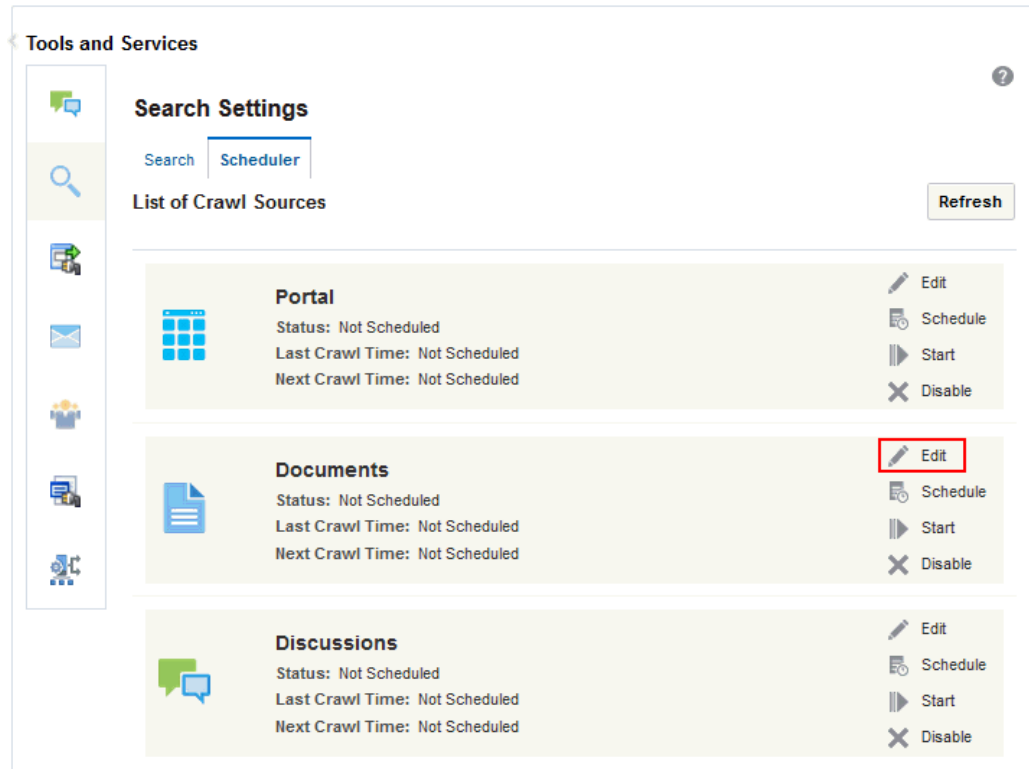 Tools and Services
?
Search Settings
Search Scheduler
List of Crawl Sources
Refresh
Portal
Status: Not Scheduled
Last Crawl Time: Not Scheduled
Next Crawl Time: Not Scheduled
Edit
Schedule
Start
Disable
Documents
Status: Not Scheduled
Last Crawl Time: Not Scheduled
Next Crawl Time: Not Scheduled
Edit
Schedule
Start
Disable
Discussions
Status: Not Scheduled
Last Crawl Time: Not Scheduled
Next Crawl Time: Not Scheduled
Edit
Schedule
Start
Disable